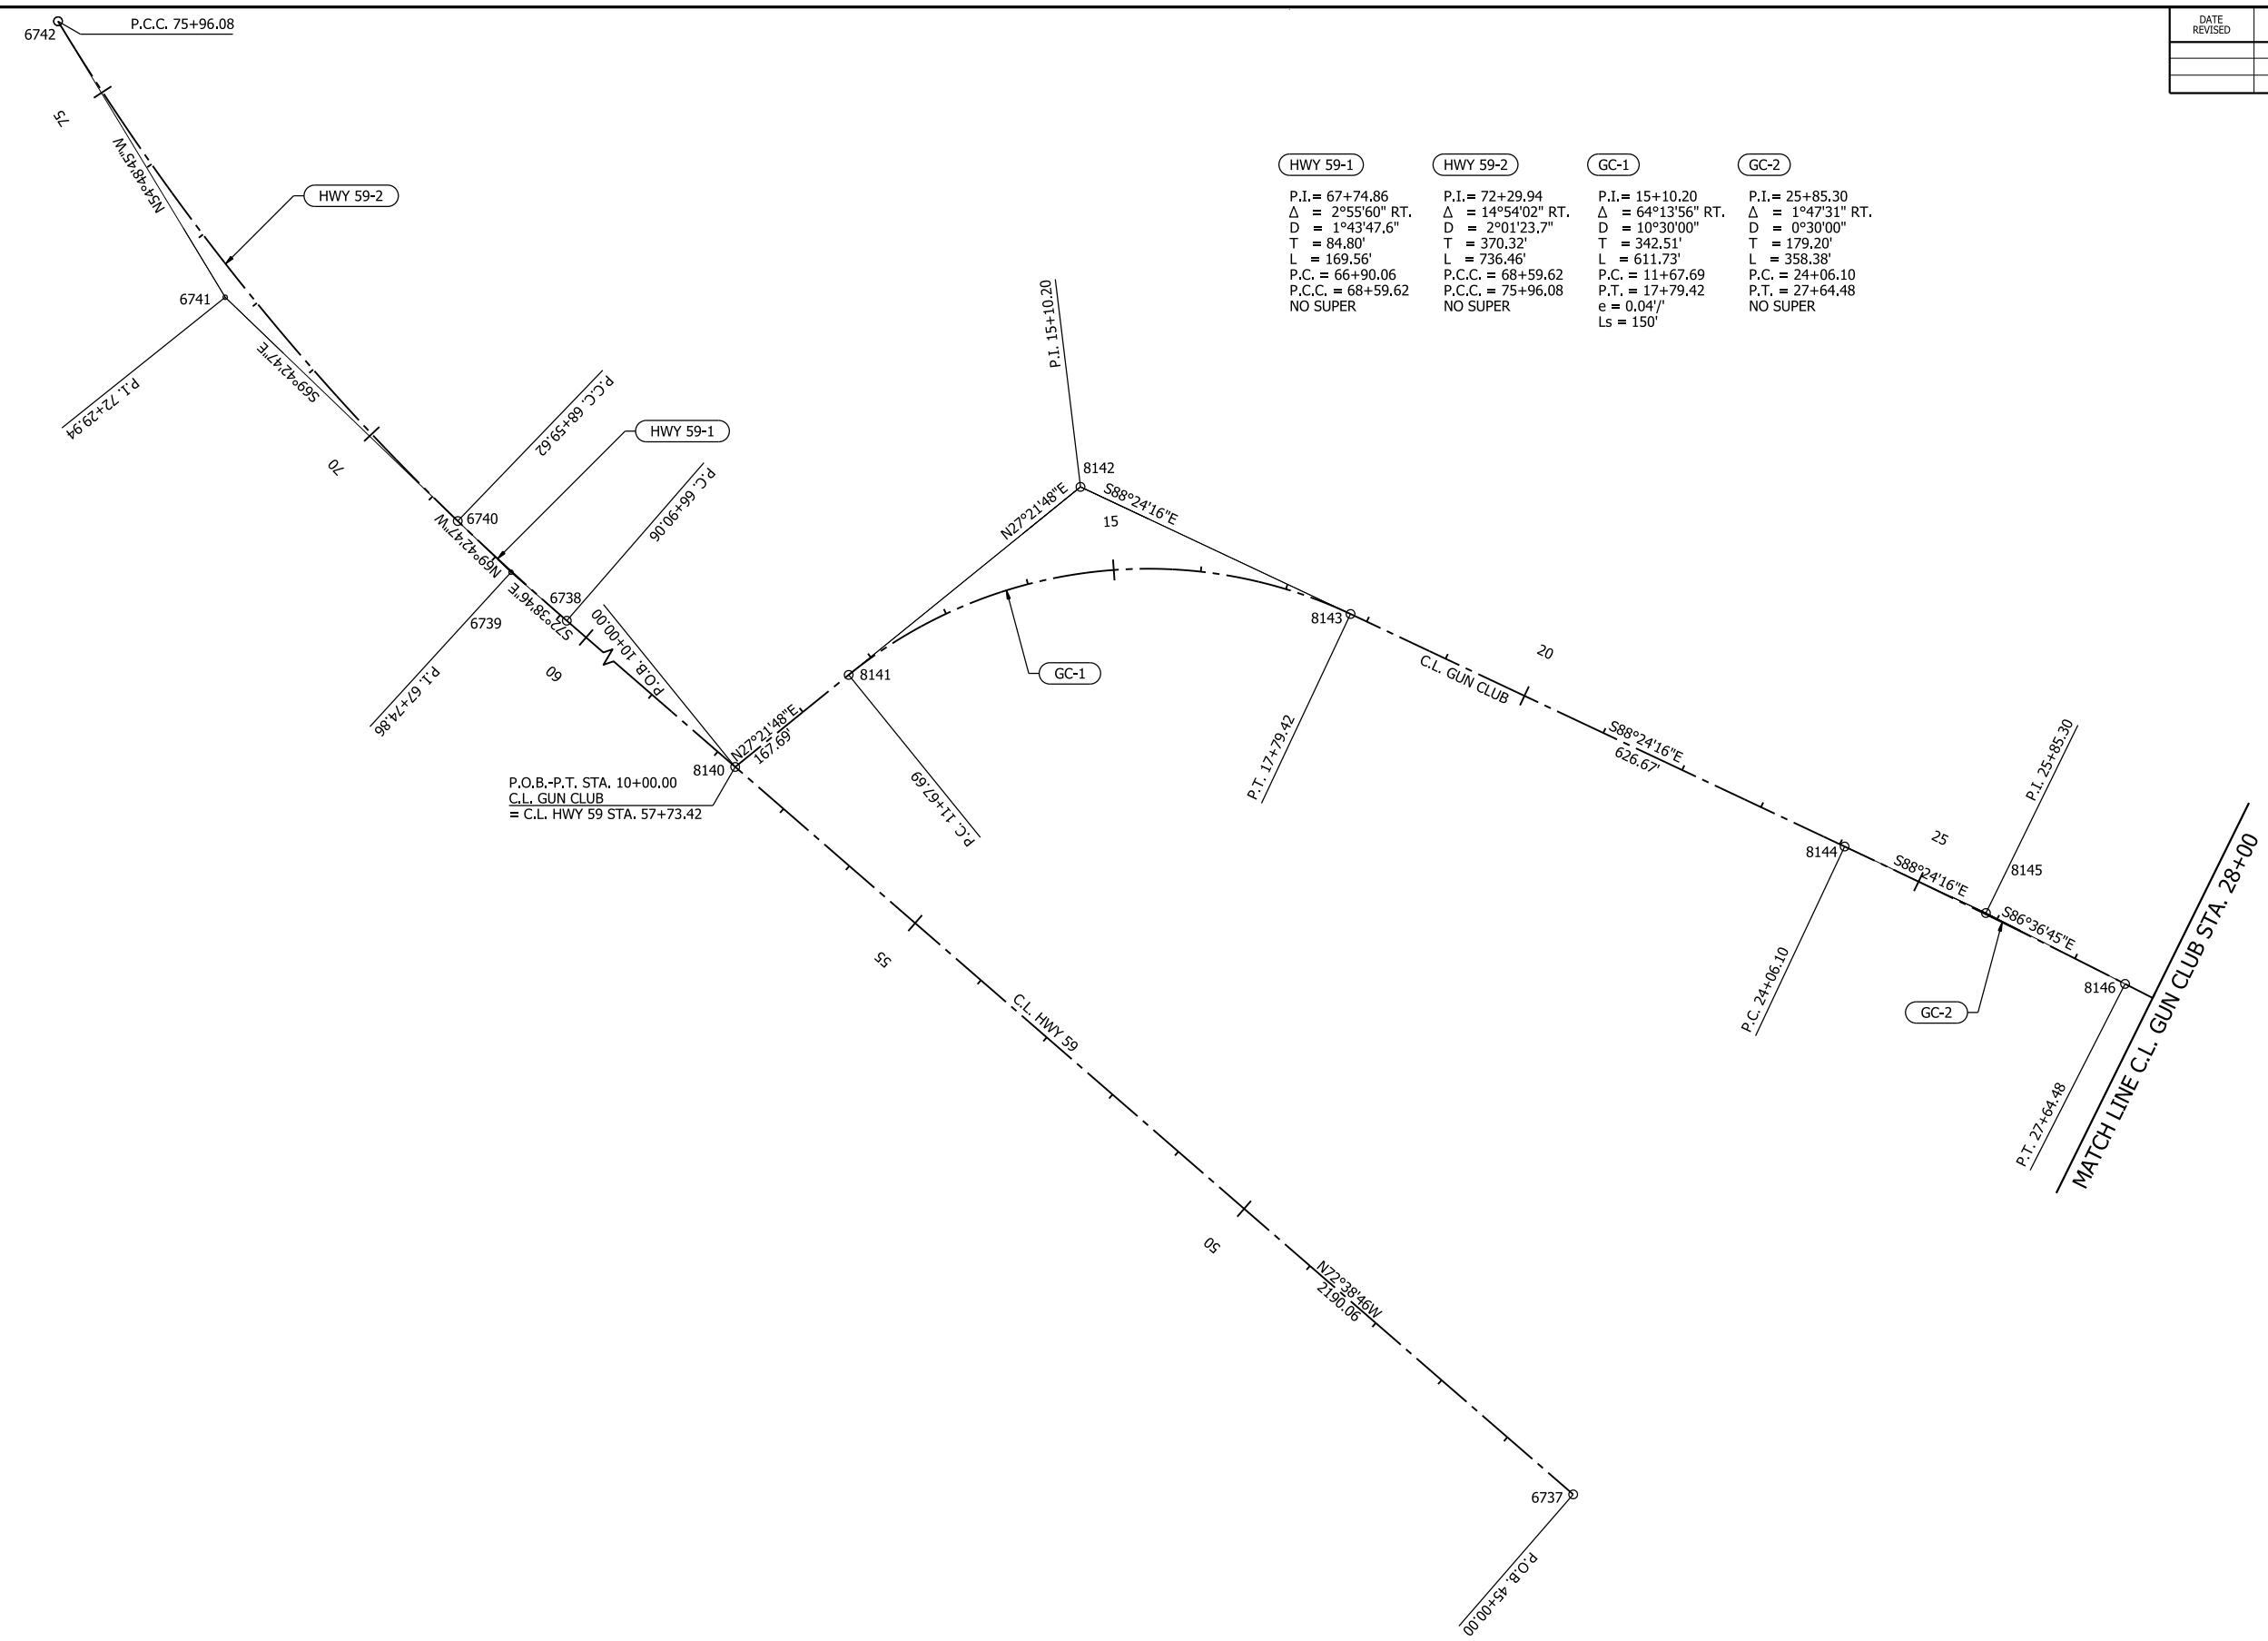 DATE
REVISED
6742
P.C.C. 75+96.08
75
N54°48'45"W
HWY 59-2
6741
P.I. 72+29.94
S69°42'47"E
70
P.C.C. 68+59.62
HWY 59-1
6740
N69°42'47"W
P.C. 66+90.06
6738
6739
S72°38'46"E
P.I. 67+74.86
60
P.O.B. 10+00.00
HWY 59-1
P.I.= 67+74.86
Δ = 2°55'60" RT.
D = 1°43'47.6"
T = 84.80'
L = 169.56'
P.C. = 66+90.06
P.C.C. = 68+59.62
NO SUPER
HWY 59-2
P.I.= 72+29.94
Δ = 14°54'02" RT.
D = 2°01'23.7"
T = 370.32'
L = 736.46'
P.C.C. = 68+59.62
P.C.C. = 75+96.08
NO SUPER
GC-1
P.I.= 15+10.20
Δ = 64°13'56" RT.
D = 10°30'00"
T = 342.51'
L = 611.73'
P.C. = 11+67.69
P.T. = 17+79.42
e = 0.04'/'
Ls = 150'
GC-2
P.I.= 25+85.30
Δ = 1°47'31" RT.
D = 0°30'00"
T = 179.20'
L = 358.38'
P.C. = 24+06.10
P.T. = 27+64.48
NO SUPER
P.I. 15+10.20
8142
N27°21'48"E
S88°24'16"E
15
8141
GC-1
8143
P.T. 17+79.42
C.L. GUN CLUB
20
N27°21'48"E
167.69'
8140
P.O.B.-P.T. STA. 10+00.00
C.L. GUN CLUB
= C.L. HWY 59 STA. 57+73.42
P.C. 11+67.69
S88°24'16"E
626.67'
8144
P.C. 24+06.10
25
S88°24'16"E
P.I. 25+85.30
8145
S86°36'45"E
GC-2
8146
P.T. 27+64.48
MATCH LINE C.L. GUN CLUB STA. 28+00
55
C.L. HWY 59
50
N72°38'46W
2190.06
6737
P.O.B. 45+00.00